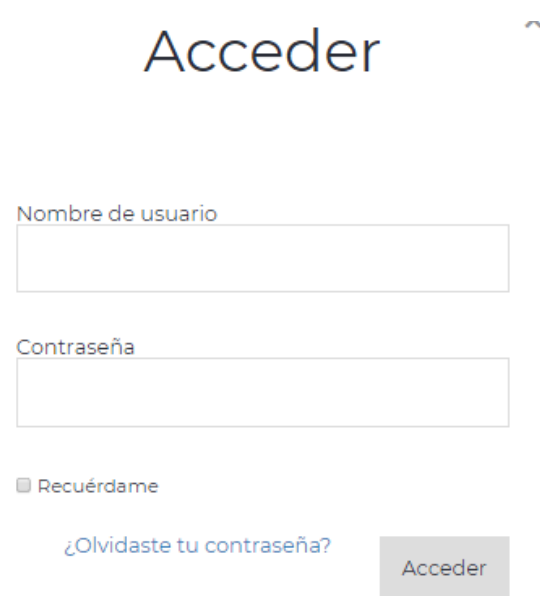 Acceder
Nombre de usuario
Contraseña
Recuérdame
¿Olvidaste tu contraseña?
Acceder